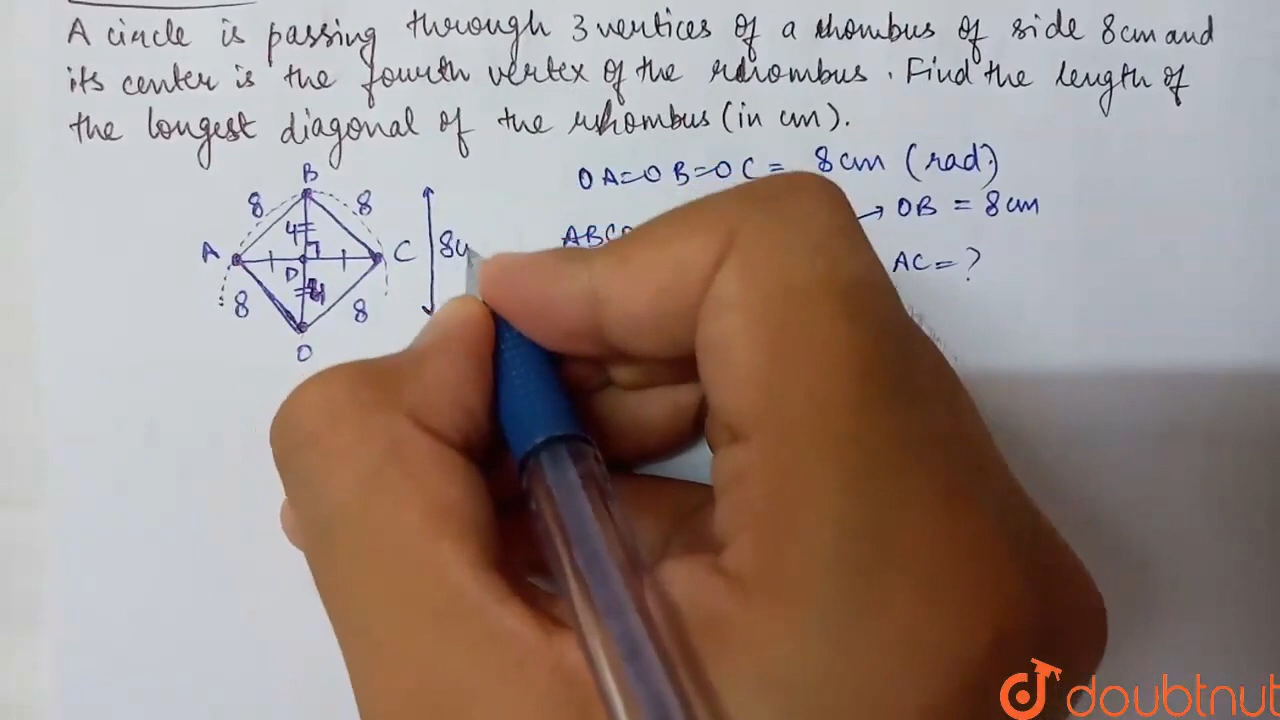 A circle is passing through 3 vertices of a rhombus of side 8cm and
its center is the fourth vertex of the rhombus. Find the length of
the longest diagonal of the rhombus (in cm).
OA=OB=OC= 8cm (rad.)
→ OB = 8cm
AC=?
B
8 8
4
A C
D
8 8
O
doubtnut